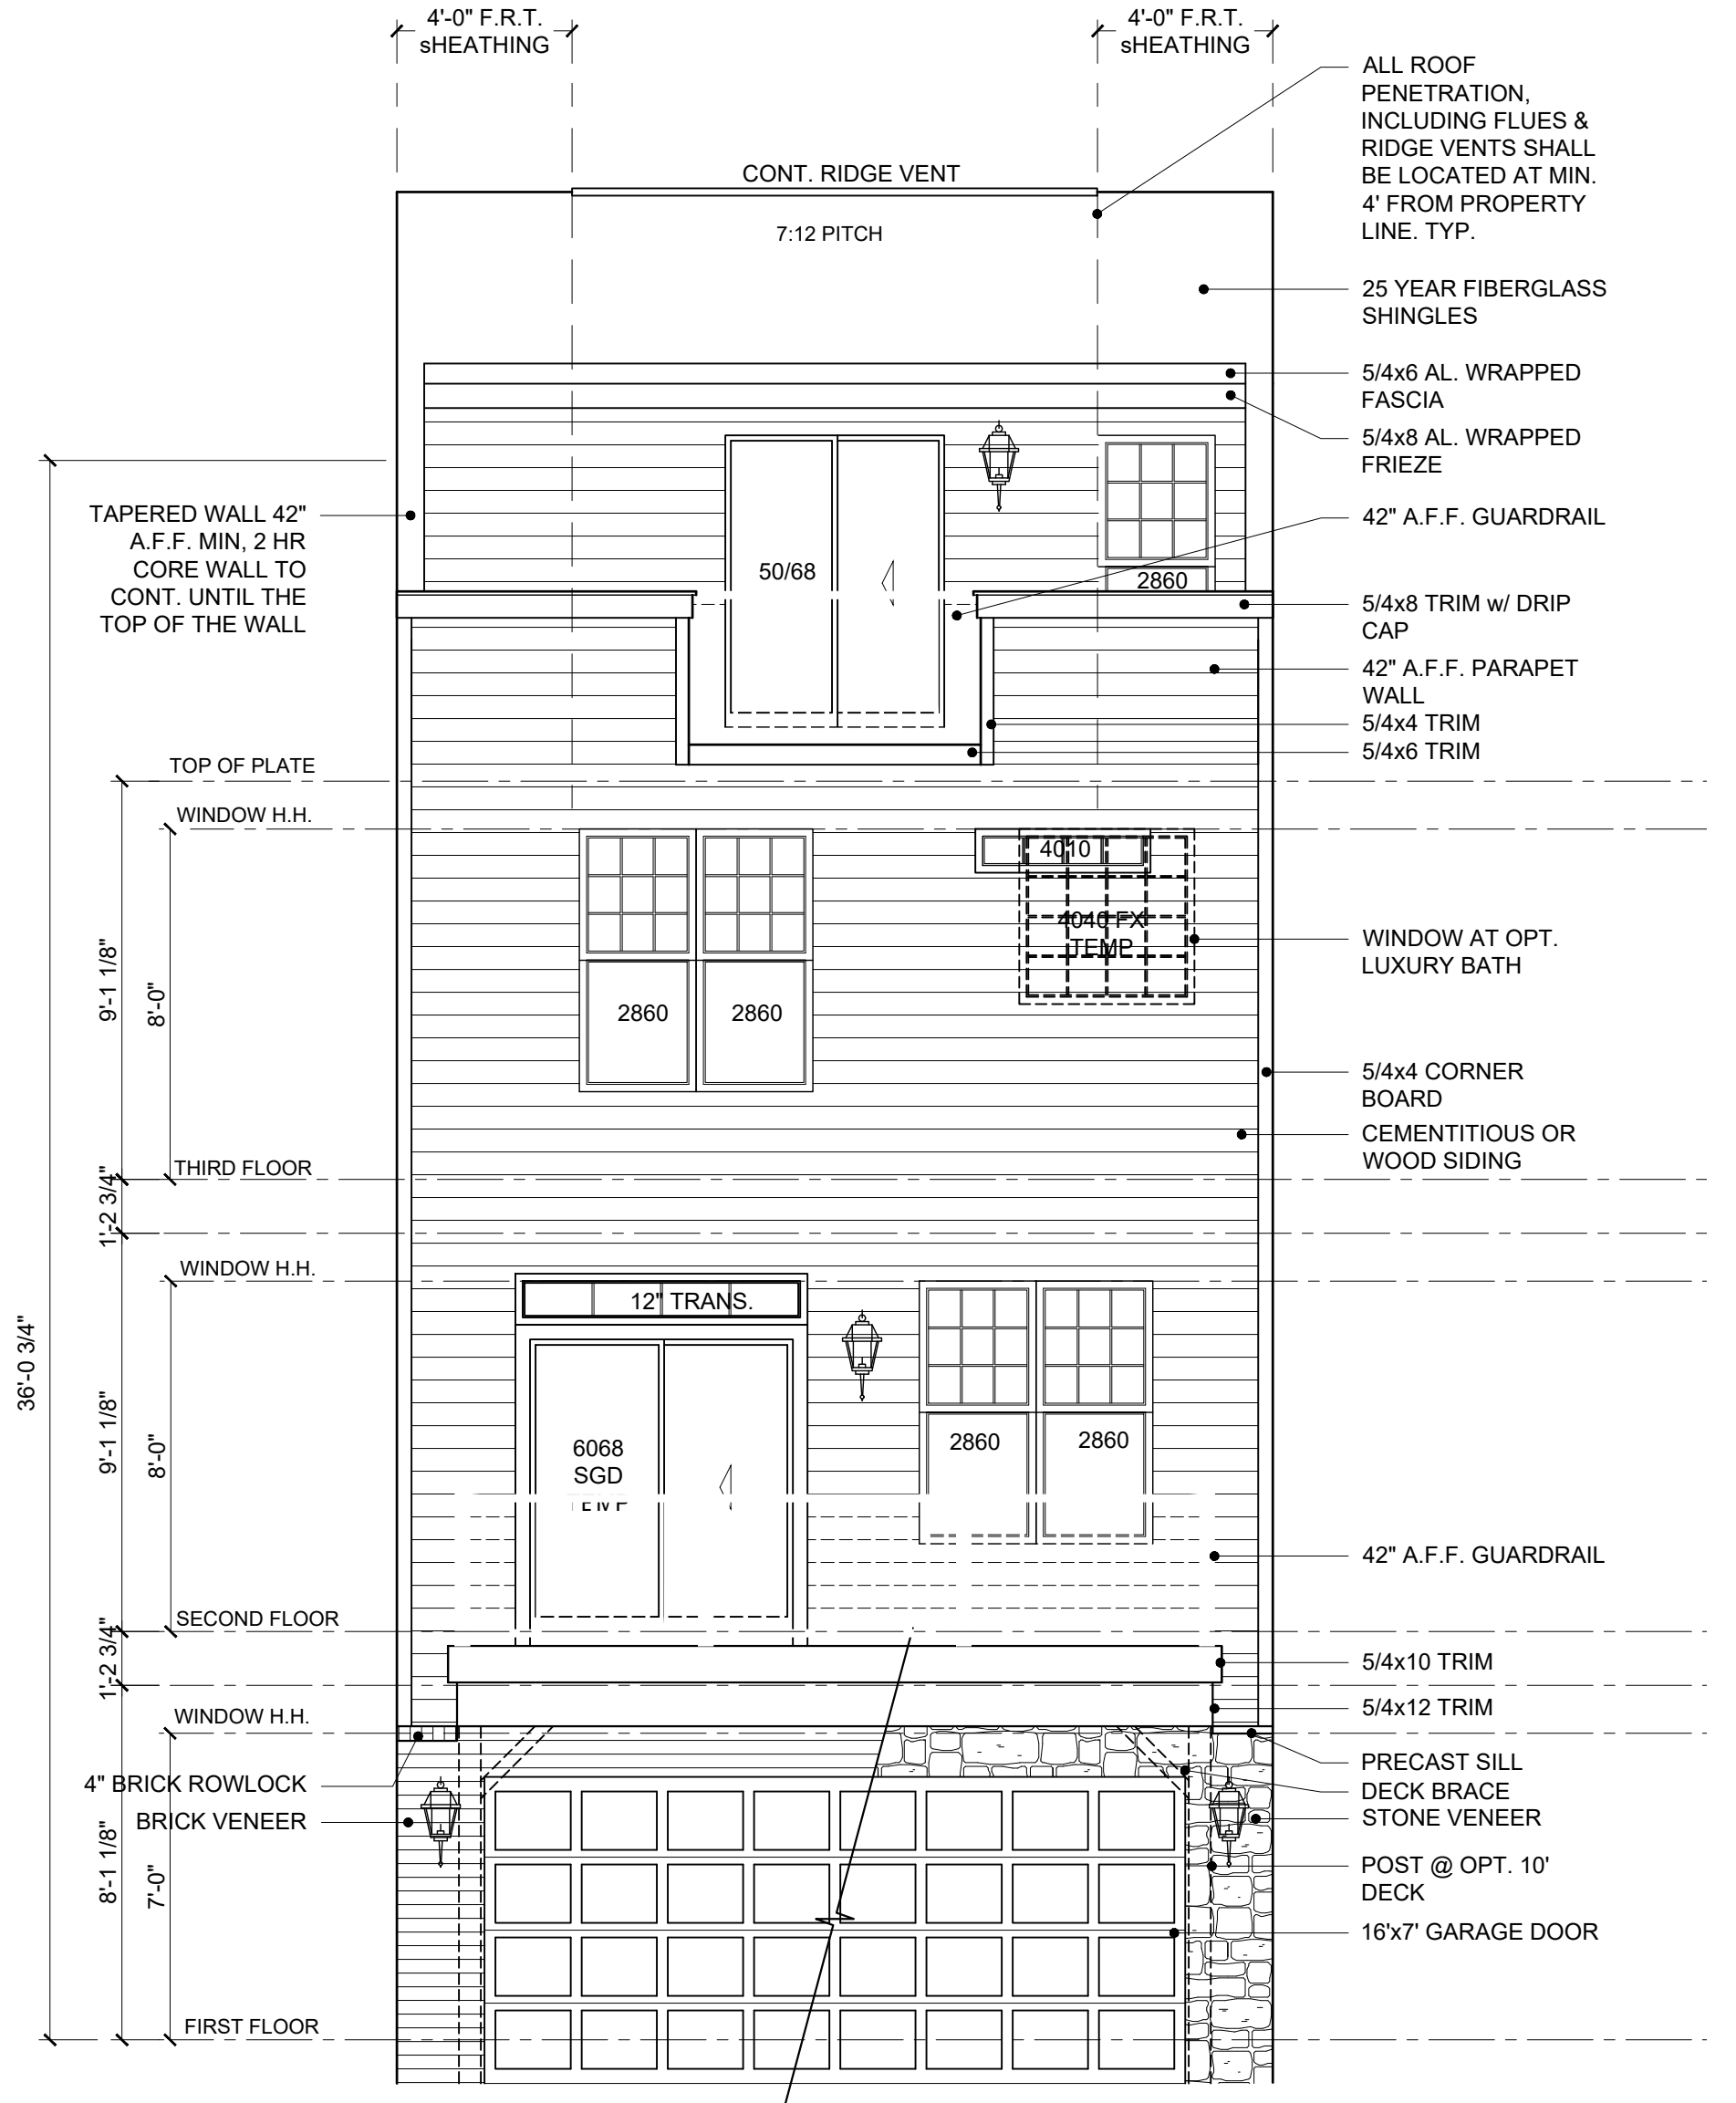 4'-0" F.R.T.
sHEATHING
4'-0" F.R.T.
sHEATHING
ALL ROOF
PENETRATION,
INCLUDING FLUES &
RIDGE VENTS SHALL
BE LOCATED AT MIN.
4' FROM PROPERTY
LINE. TYP.
CONT. RIDGE VENT
7:12 PITCH
25 YEAR FIBERGLASS
SHINGLES
5/4x6 AL. WRAPPED
FASCIA
5/4x8 AL. WRAPPED
FRIEZE
42" A.F.F. GUARDRAIL
TAPERED WALL 42"
A.F.F. MIN, 2 HR
CORE WALL TO
CONT. UNTIL THE
TOP OF THE WALL
50/68
2860
5/4x8 TRIM w/ DRIP
CAP
42" A.F.F. PARAPET
WALL
5/4x4 TRIM
5/4x6 TRIM
TOP OF PLATE
WINDOW H.H.
4010
4040 FX
TEMP
WINDOW AT OPT.
LUXURY BATH
9'-1 1/8"
8'-0"
2860
2860
5/4x4 CORNER
BOARD
CEMENTITIOUS OR
WOOD SIDING
THIRD FLOOR
1'-2 3/4"
WINDOW H.H.
12" TRANS.
36'-0 3/4"
9'-1 1/8"
8'-0"
6068
SGD
TEMP
2860
2860
42" A.F.F. GUARDRAIL
SECOND FLOOR
1'-2 3/4"
5/4x10 TRIM
5/4x12 TRIM
WINDOW H.H.
PRECAST SILL
DECK BRACE
STONE VENEER
4" BRICK ROWLOCK
BRICK VENEER
8'-1 1/8"
7'-0"
POST @ OPT. 10'
DECK
16'x7' GARAGE DOOR
FIRST FLOOR